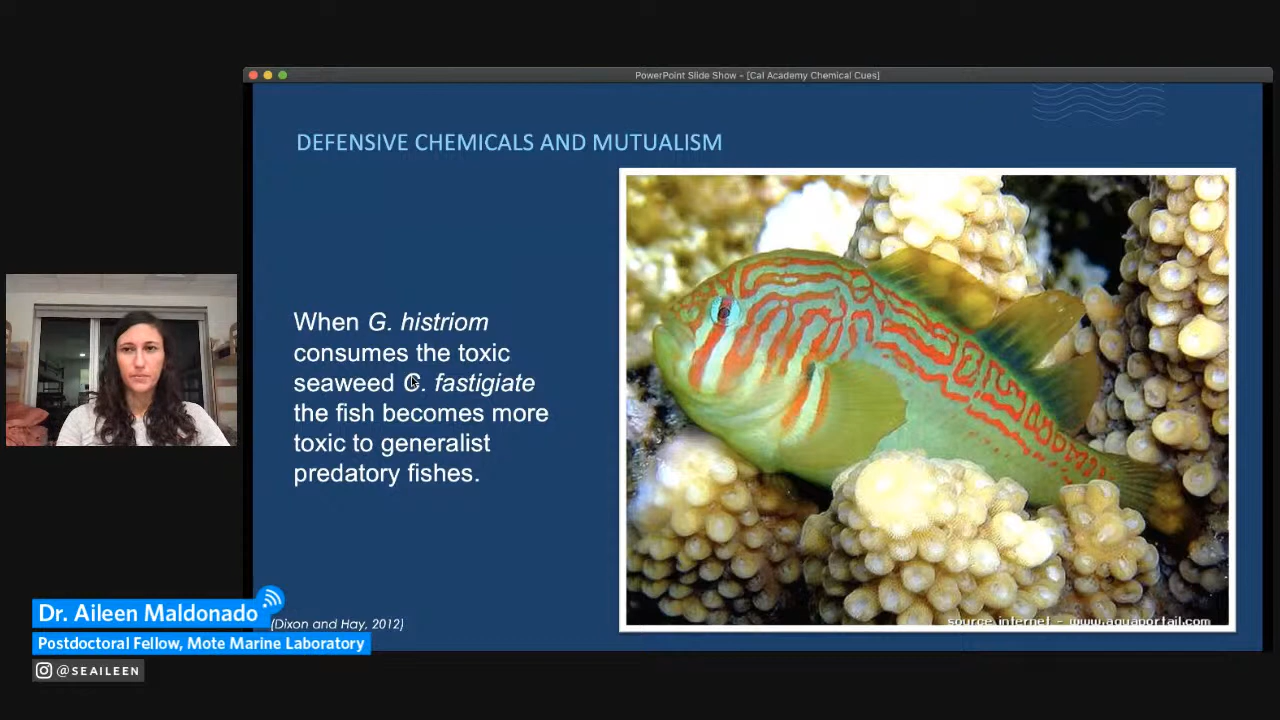 PowerPoint Slide Show - [Cal Academy Chemical Cues]
DEFENSIVE CHEMICALS AND MUTUALISM
When G. histriom
consumes the toxic
seaweed C. fastigiate
the fish becomes more
toxic to generalist
predatory fishes.
source internet - www.aquaportail.com
(Dixon and Hay, 2012)
Dr. Aileen Maldonado
Postdoctoral Fellow, Mote Marine Laboratory
@SEAILEEN